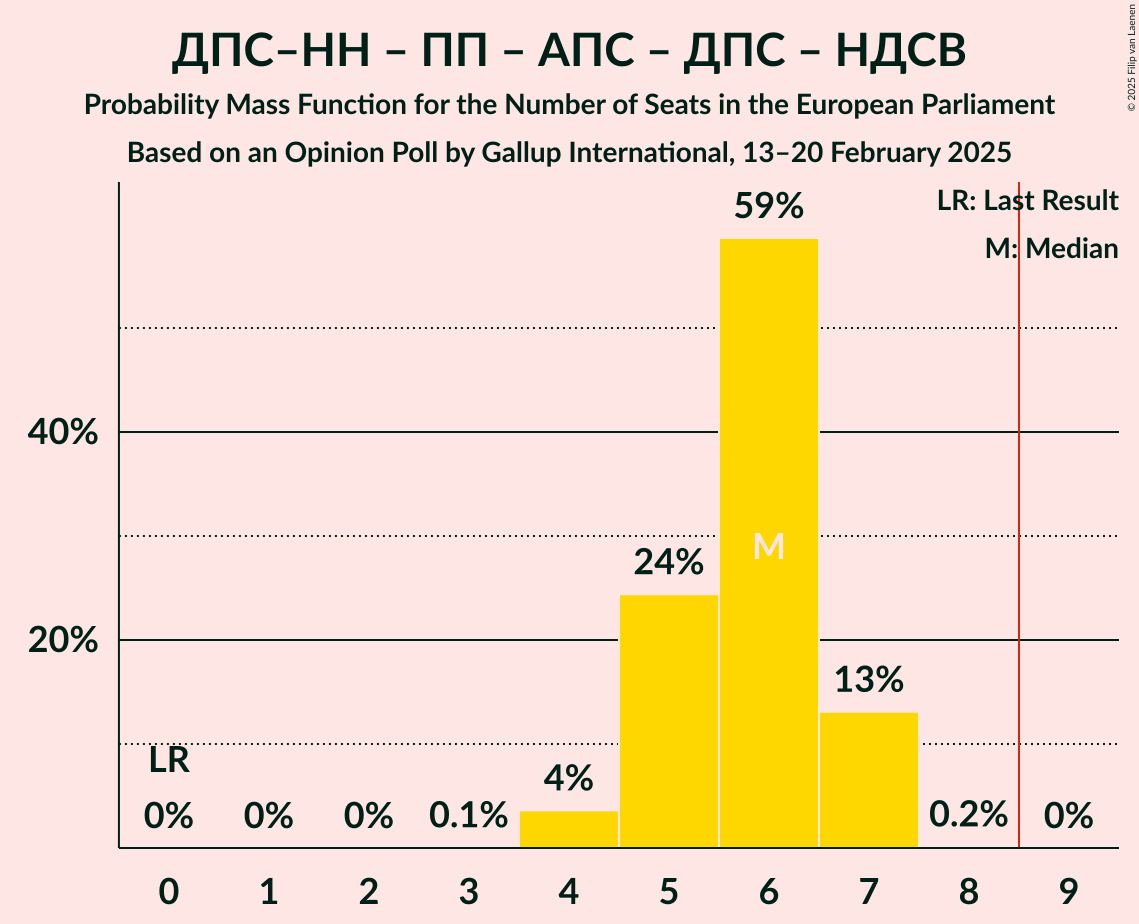 ДПС–НН – ПП – АПС – ДПС – НДСВ
Probability Mass Function for the Number of Seats in the European Parliament
Based on an Opinion Poll by Gallup International, 13–20 February 2025
© 2025 Filip van Laenen
LR: Last Result
M: Median
59%
40%
M
24%
20%
13%
LR
4%
0% 0% 0% 0.1% 0.2% 0%
0 1 2 3 4 5 6 7 8 9